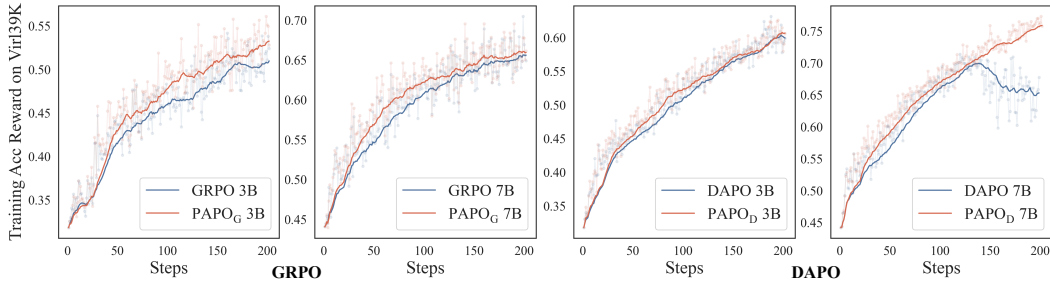 Training Acc Reward on Virl39K
0.55
0.50
0.45
0.40
0.35
GRPO 3B
PAPO_G 3B
0 50 100 150 200
Steps
0.70
0.65
0.60
0.55
0.50
0.45
GRPO 7B
PAPO_G 7B
0 50 100 150 200
Steps
GRPO
0.60
0.55
0.50
0.45
0.40
0.35
DAPO 3B
PAPO_D 3B
0 50 100 150 200
Steps
0.75
0.70
0.65
0.60
0.55
0.50
0.45
DAPO 7B
PAPO_D 7B
0 50 100 150 200
Steps
DAPO